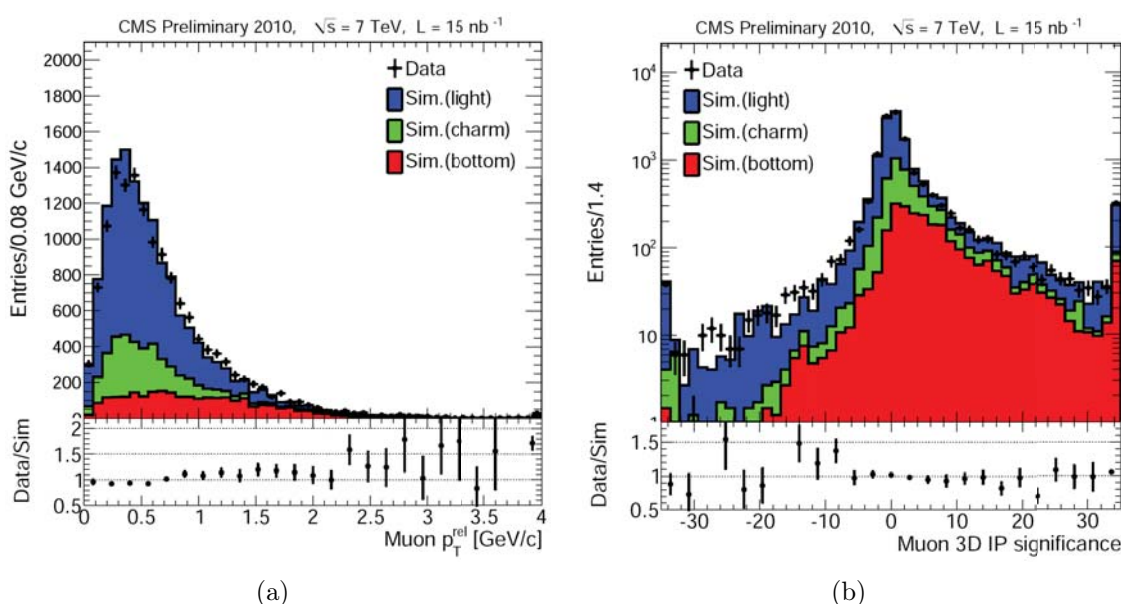 CMS Preliminary 2010, √s = 7 TeV, L = 15 nb⁻¹
Entries/0.08 GeV/c
2000
1800
1600
1400
1200
1000
800
600
400
200
Data
Sim.(light)
Sim.(charm)
Sim.(bottom)
Data/Sim
2
1.5
1
0.5
0 0.5 1 1.5 2 2.5 3 3.5 4
Muon p_T^rel [GeV/c]
(a)
CMS Preliminary 2010, √s = 7 TeV, L = 15 nb⁻¹
Entries/1.4
10⁴
10³
10²
10
1
Data
Sim.(light)
Sim.(charm)
Sim.(bottom)
Data/Sim
1.5
1
0.5
-30 -20 -10 0 10 20 30
Muon 3D IP significance
(b)